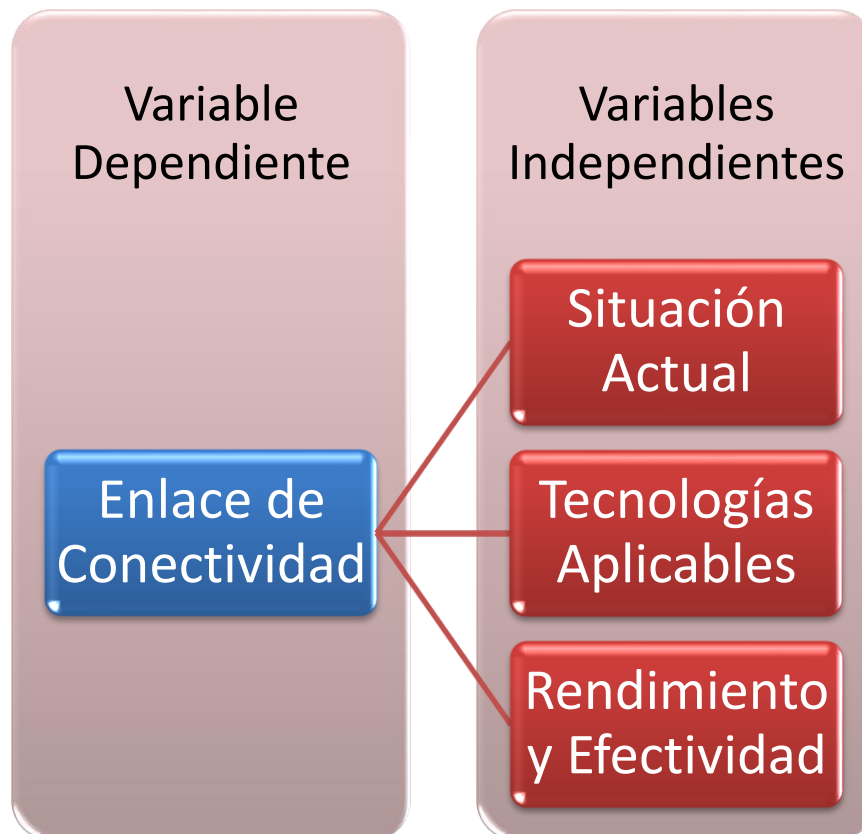 Variable
Dependiente
Enlace de
Conectividad
Variables
Independientes
Situación
Actual
Tecnologías
Aplicables
Rendimiento
y Efectividad